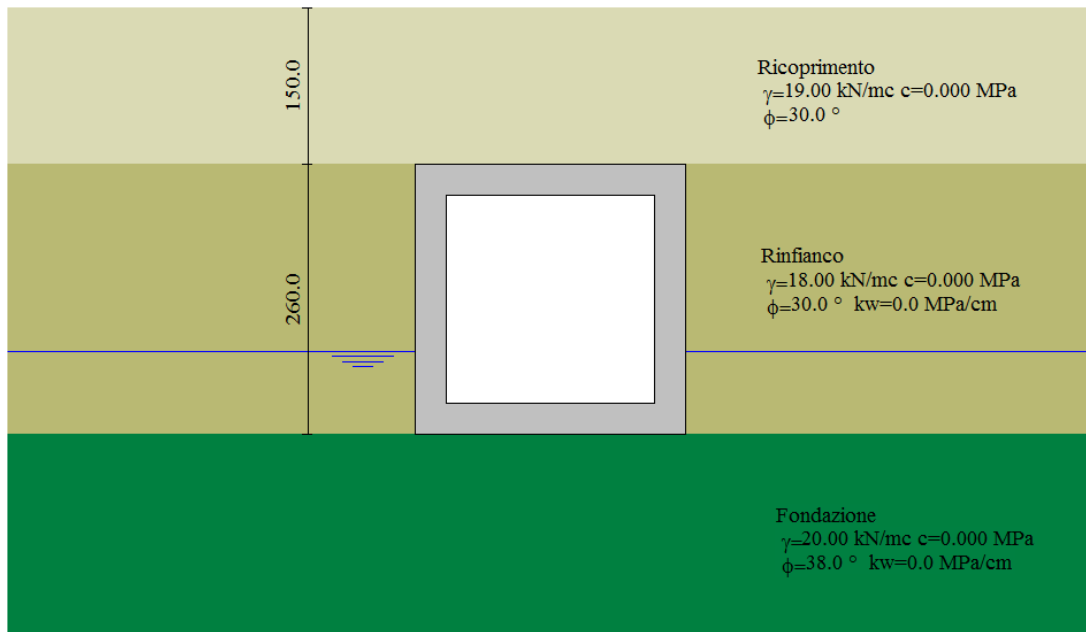 150.0
Ricoprimento
γ=19.00 kN/mc c=0.000 MPa
ϕ=30.0 °
260.0
Rinfianco
γ=18.00 kN/mc c=0.000 MPa
ϕ=30.0 ° kw=0.0 MPa/cm
Fondazione
γ=20.00 kN/mc c=0.000 MPa
ϕ=38.0 ° kw=0.0 MPa/cm